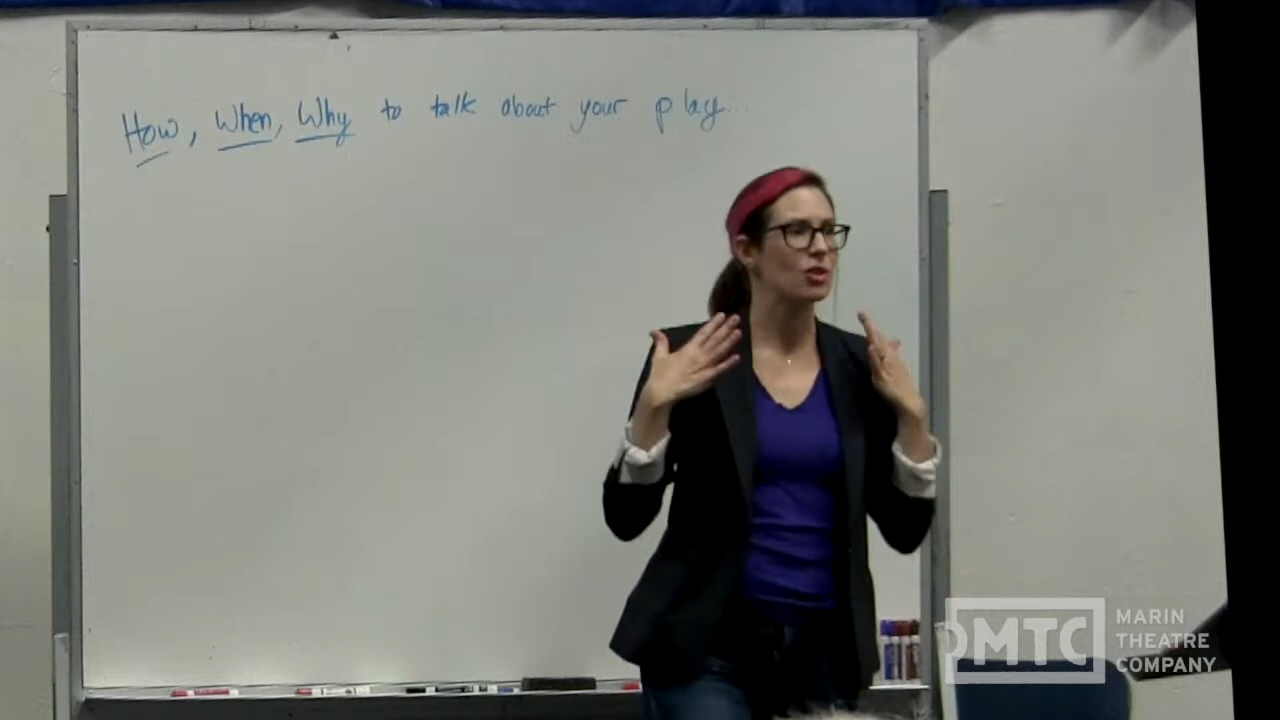 How, When, Why to talk about your play...
MTC
MARIN
THEATRE
COMPANY